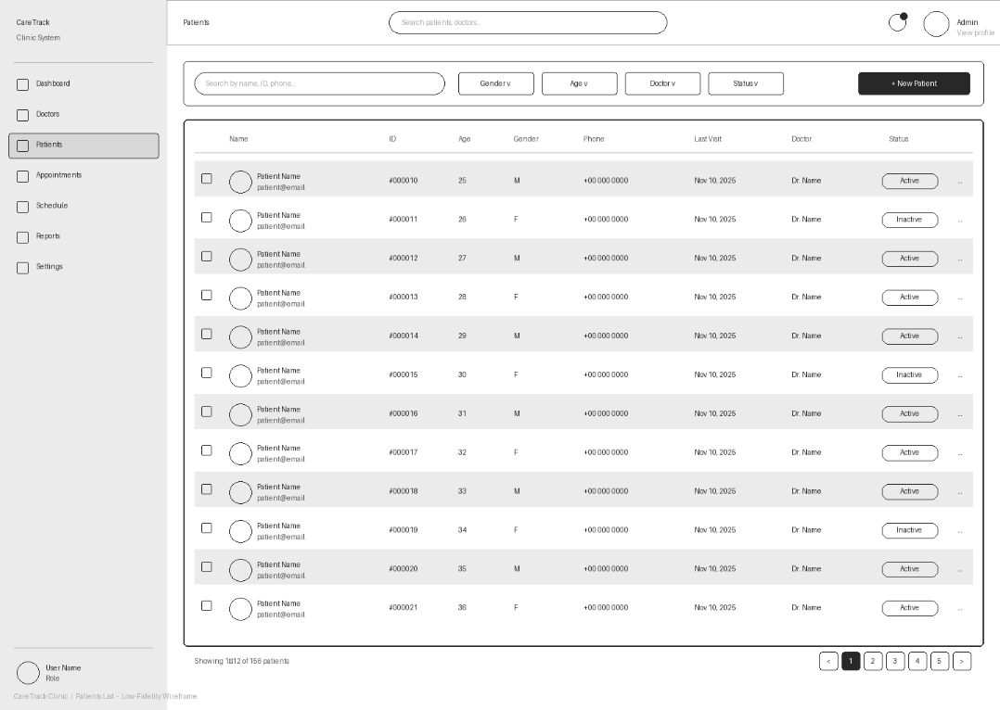 CareTrack
Clinic System
Patients
Search patients, doctors...
Admin
View profile
Dashboard
Doctors
Patients
Appointments
Schedule
Reports
Settings
Search by name, ID, phone...
Gender v
Age v
Doctor v
Status v
+ New Patient
Name ID Age Gender Phone Last Visit Doctor Status
Patient Name
patient@email
#000010 25 M +00 000 0000 Nov 10, 2025 Dr. Name Active ...
Patient Name
patient@email
#000011 26 F +00 000 0000 Nov 10, 2025 Dr. Name Inactive ...
Patient Name
patient@email
#000012 27 M +00 000 0000 Nov 10, 2025 Dr. Name Active ...
Patient Name
patient@email
#000013 28 F +00 000 0000 Nov 10, 2025 Dr. Name Active ...
Patient Name
patient@email
#000014 29 M +00 000 0000 Nov 10, 2025 Dr. Name Active ...
Patient Name
patient@email
#000015 30 F +00 000 0000 Nov 10, 2025 Dr. Name Inactive ...
Patient Name
patient@email
#000016 31 M +00 000 0000 Nov 10, 2025 Dr. Name Active ...
Patient Name
patient@email
#000017 32 F +00 000 0000 Nov 10, 2025 Dr. Name Active ...
Patient Name
patient@email
#000018 33 M +00 000 0000 Nov 10, 2025 Dr. Name Active ...
Patient Name
patient@email
#000019 34 F +00 000 0000 Nov 10, 2025 Dr. Name Inactive ...
Patient Name
patient@email
#000020 35 M +00 000 0000 Nov 10, 2025 Dr. Name Active ...
Patient Name
patient@email
#000021 36 F +00 000 0000 Nov 10, 2025 Dr. Name Active ...
Showing 1▯12 of 156 patients
< 1 2 3 4 5 >
User Name
Role
CareTrack Clinic / Patients List - Low-Fidelity Wireframe